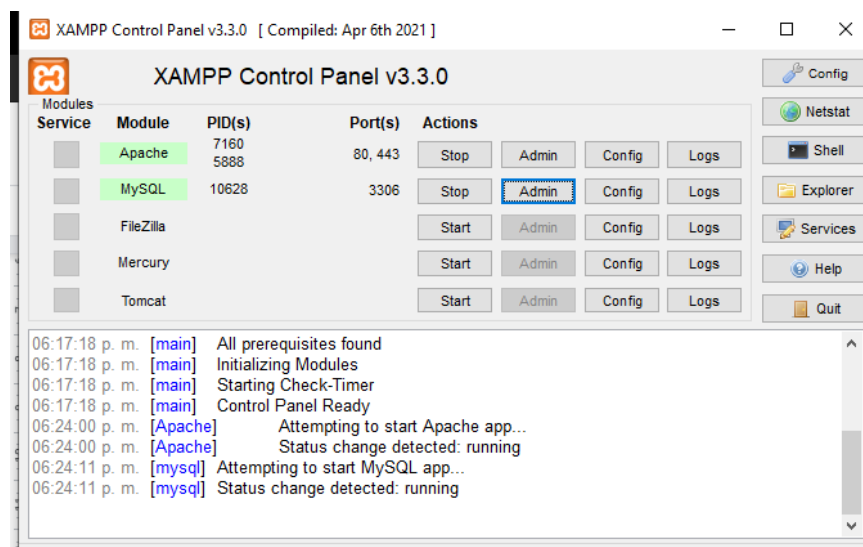 XAMPP Control Panel v3.3.0 [ Compiled: Apr 6th 2021 ]
XAMPP Control Panel v3.3.0
Config
Modules
Service Module PID(s) Port(s) Actions
Netstat
Apache 7160 5888 80, 443 Stop Admin Config Logs
Shell
MySQL 10628 3306 Stop Admin Config Logs
Explorer
FileZilla Start Admin Config Logs
Services
Mercury Start Admin Config Logs
Help
Tomcat Start Admin Config Logs
Quit
06:17:18 p. m. [main] All prerequisites found
06:17:18 p. m. [main] Initializing Modules
06:17:18 p. m. [main] Starting Check-Timer
06:17:18 p. m. [main] Control Panel Ready
06:24:00 p. m. [Apache] Attempting to start Apache app...
06:24:00 p. m. [Apache] Status change detected: running
06:24:11 p. m. [mysql] Attempting to start MySQL app...
06:24:11 p. m. [mysql] Status change detected: running